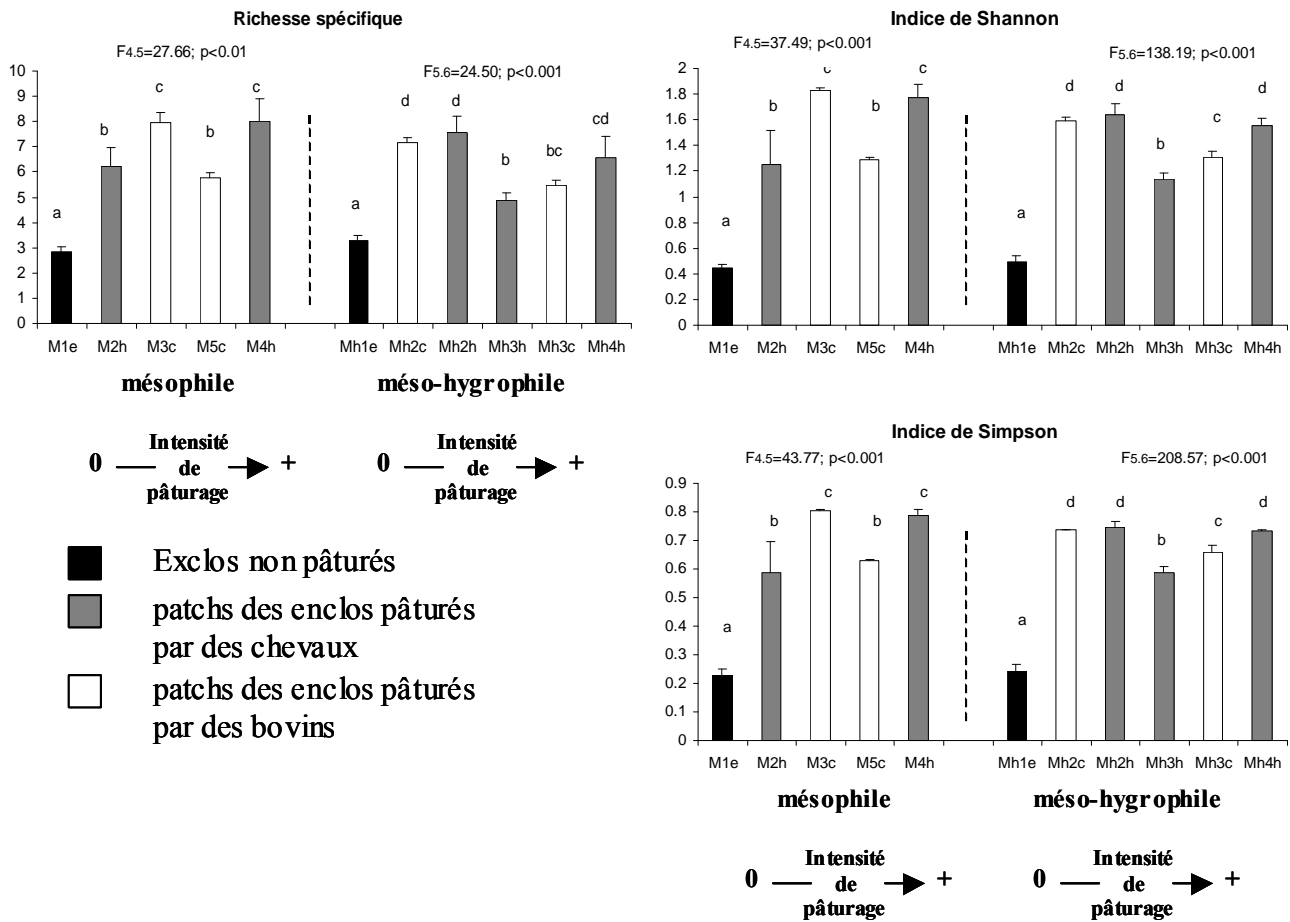 Richesse spécifique
F4.5=27.66; p<0.01
F5.6=24.50; p<0.001
10
9
8
7
6
5
4
3
2
1
0
a
b
c
b
c
a
d
d
b
bc
cd
M1e M2h M3c M5c M4h Mh1e Mh2c Mh2h Mh3h Mh3c Mh4h
mésophile méso-hygrophile
0 Intensité de pâturage +
0 Intensité de pâturage +
Exclos non pâturés
patchs des enclos pâturés
par des chevaux
patchs des enclos pâturés
par des bovins
Indice de Shannon
F4.5=37.49; p<0.001
F5.6=138.19; p<0.001
2
1.8
1.6
1.4
1.2
1
0.8
0.6
0.4
0.2
0
a
b
c
b
c
a
d
d
b
c
d
M1e M2h M3c M5c M4h Mh1e Mh2c Mh2h Mh3h Mh3c Mh4h
Indice de Simpson
F4.5=43.77; p<0.001
F5.6=208.57; p<0.001
0.9
0.8
0.7
0.6
0.5
0.4
0.3
0.2
0.1
0
a
b
c
b
c
a
d
d
b
c
d
M1e M2h M3c M5c M4h Mh1e Mh2c Mh2h Mh3h Mh3c Mh4h
mésophile méso-hygrophile
0 Intensité de pâturage +
0 Intensité de pâturage +